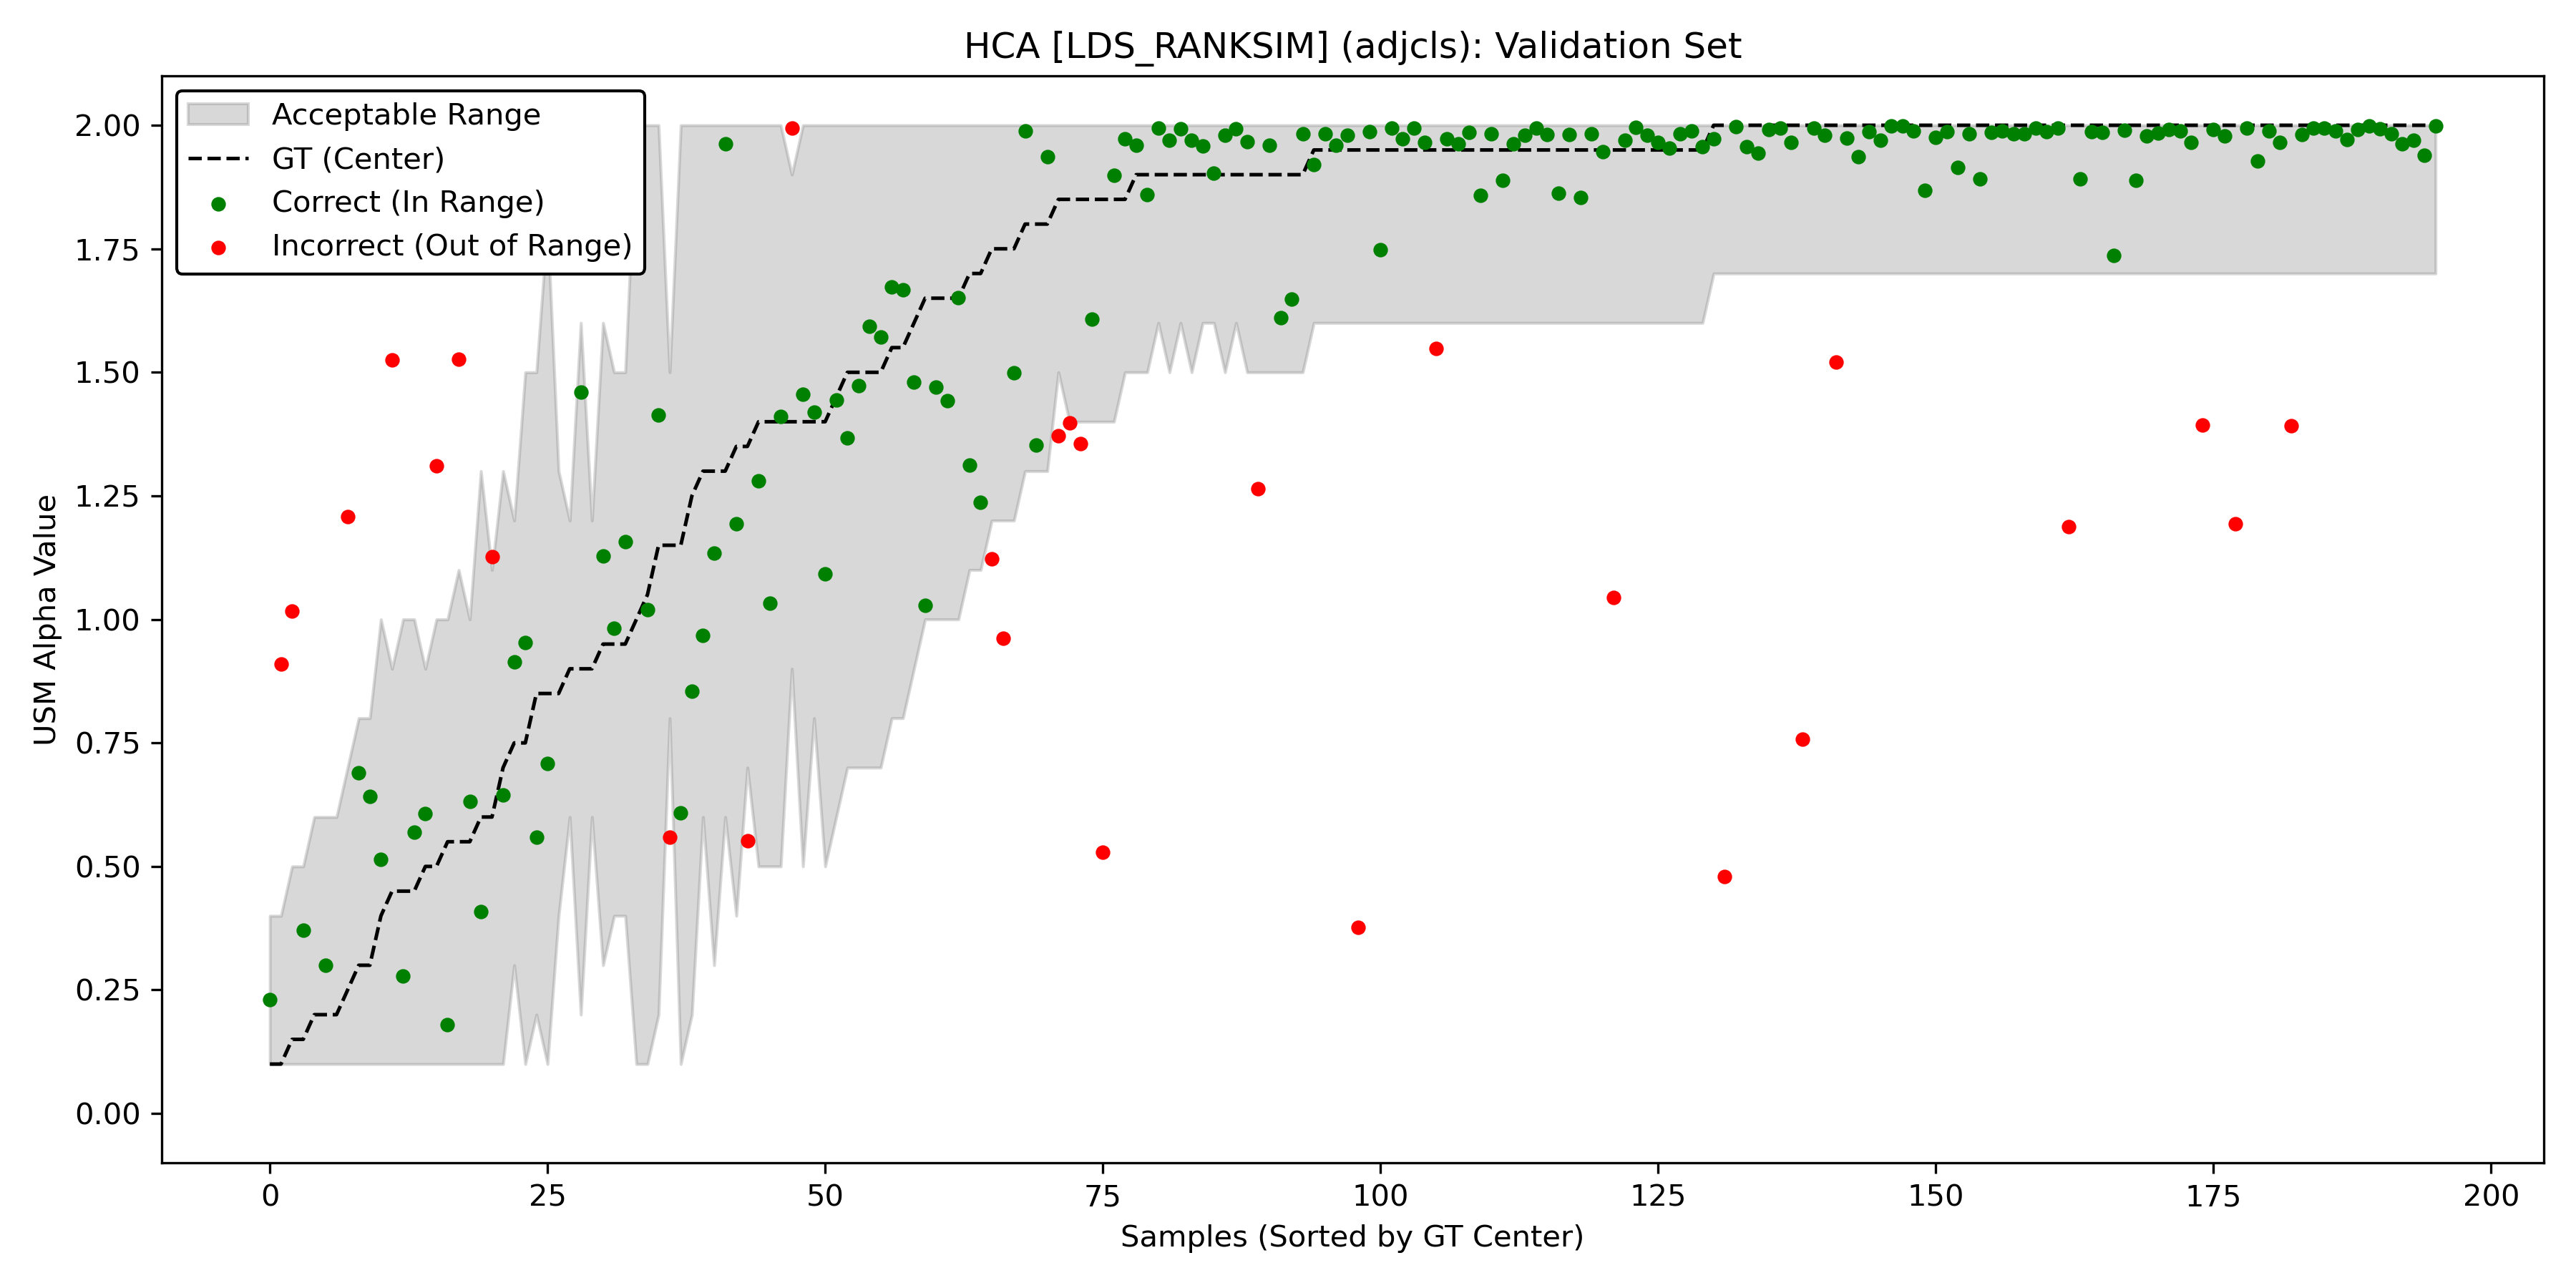 HCA [LDS_RANKSIM] (adjcls): Validation Set
Acceptable Range
GT (Center)
Correct (In Range)
Incorrect (Out of Range)
USM Alpha Value
2.00
1.75
1.50
1.25
1.00
0.75
0.50
0.25
0.00
0 25 50 75 100 125 150 175 200
Samples (Sorted by GT Center)